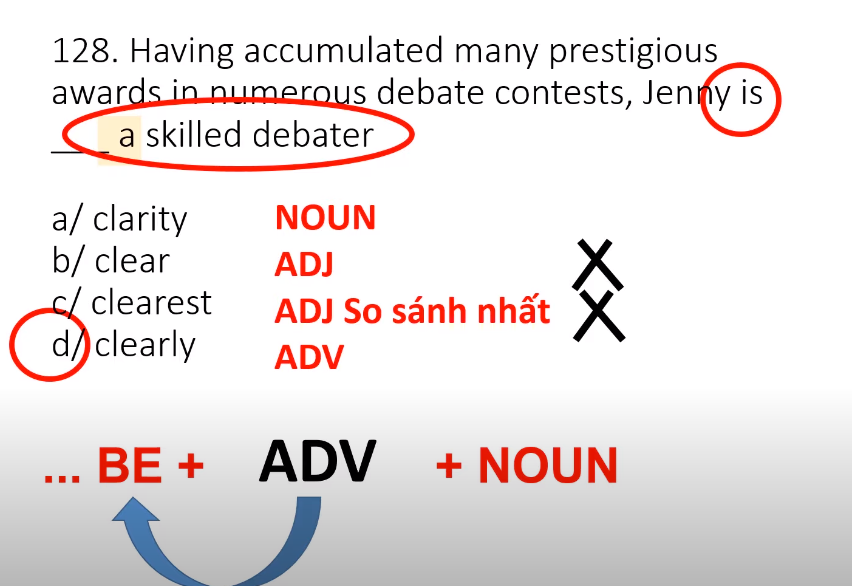 128. Having accumulated many prestigious
awards in numerous debate contests, Jenny is
____ a skilled debater
a/ clarity NOUN
b/ clear ADJ
c/ clearest ADJ So sánh nhất
d/ clearly ADV
... BE + ADV + NOUN